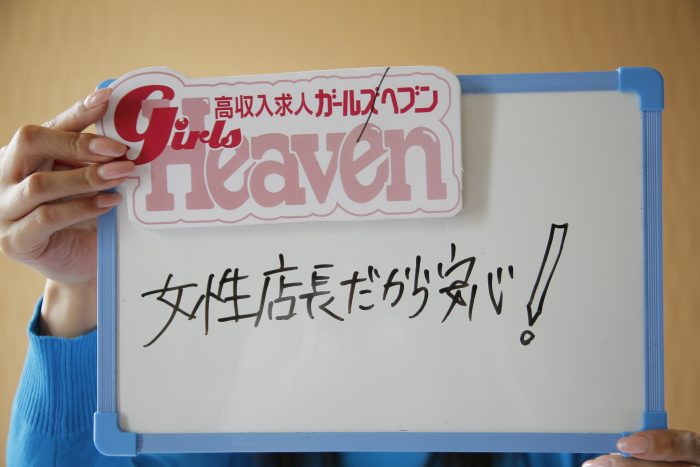 高収入求人ガールズヘブン
Girls
Heaven
女性店長だから安心!